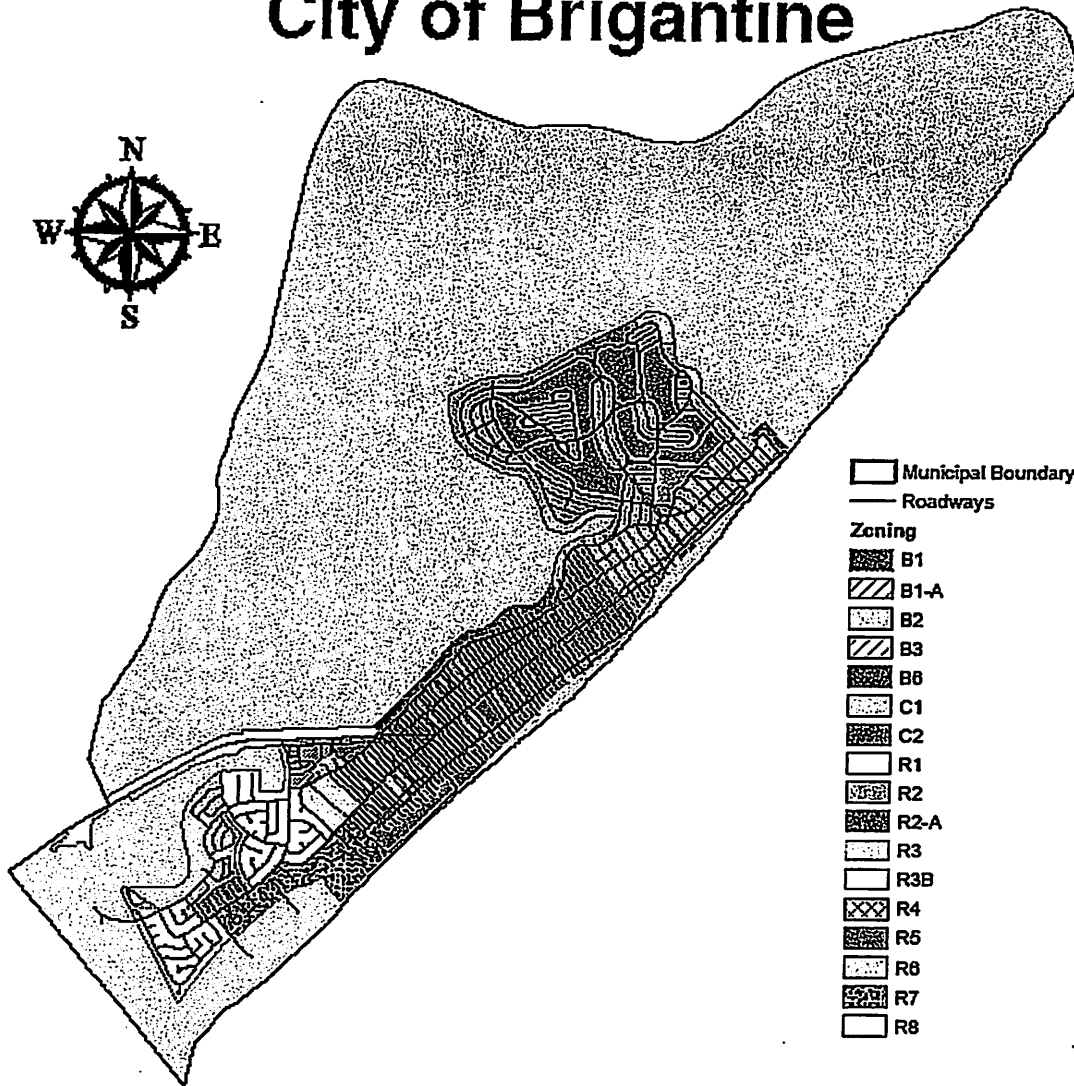 City of Brigantine
N
W E
S
Municipal Boundary
Roadways
Zoning
B1
B1-A
B2
B3
B6
C1
C2
R1
R2
R2-A
R3
R3B
R4
R5
R6
R7
R8